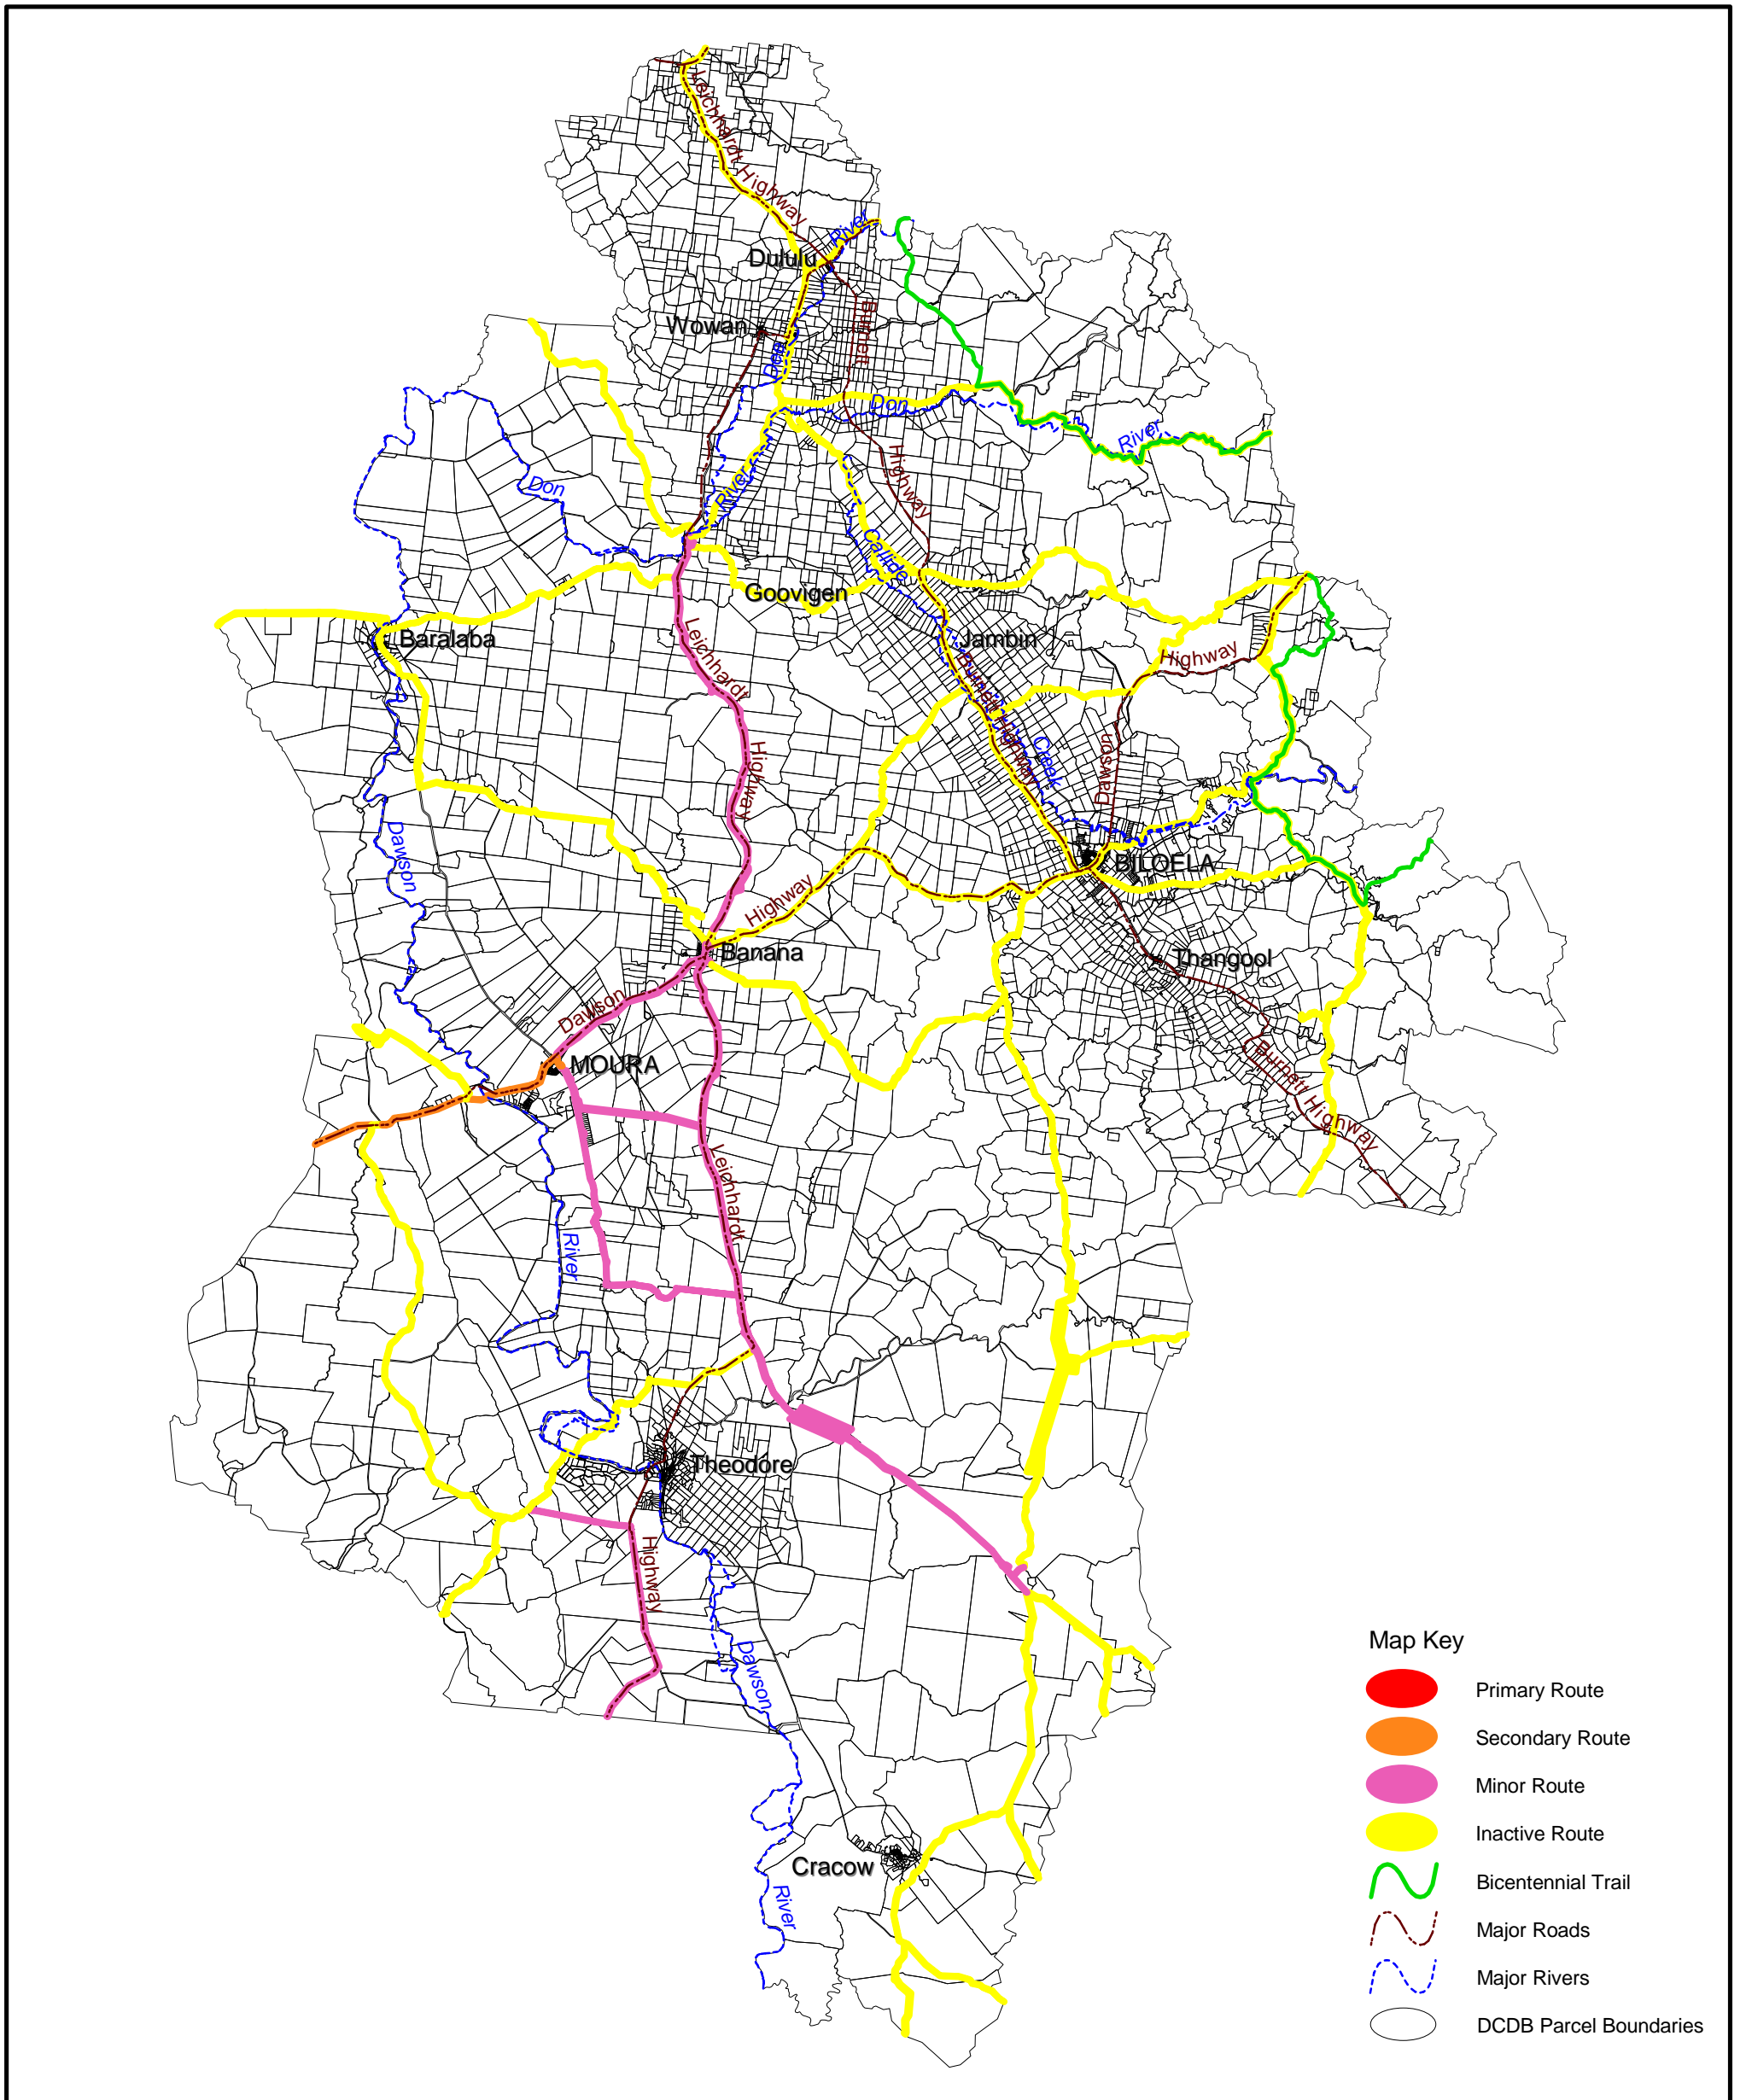 Leichhardt Highway
River
Dululu
Burnett
Wowan
Don
Don
River
Highway
River
Don
Callide
Goovigen
Baralaba
Jambin
Leichhardt
Highway
Burnett Highway
Highway
Creek
Dawson
Dawson
BILOELA
Highway
Banana
Thangool
Dawson
MOURA
Burnett Highway
Leichhardt
River
Theodore
Highway
Dawson
Cracow
River
Map Key
Primary Route
Secondary Route
Minor Route
Inactive Route
Bicentennial Trail
Major Roads
Major Rivers
DCDB Parcel Boundaries